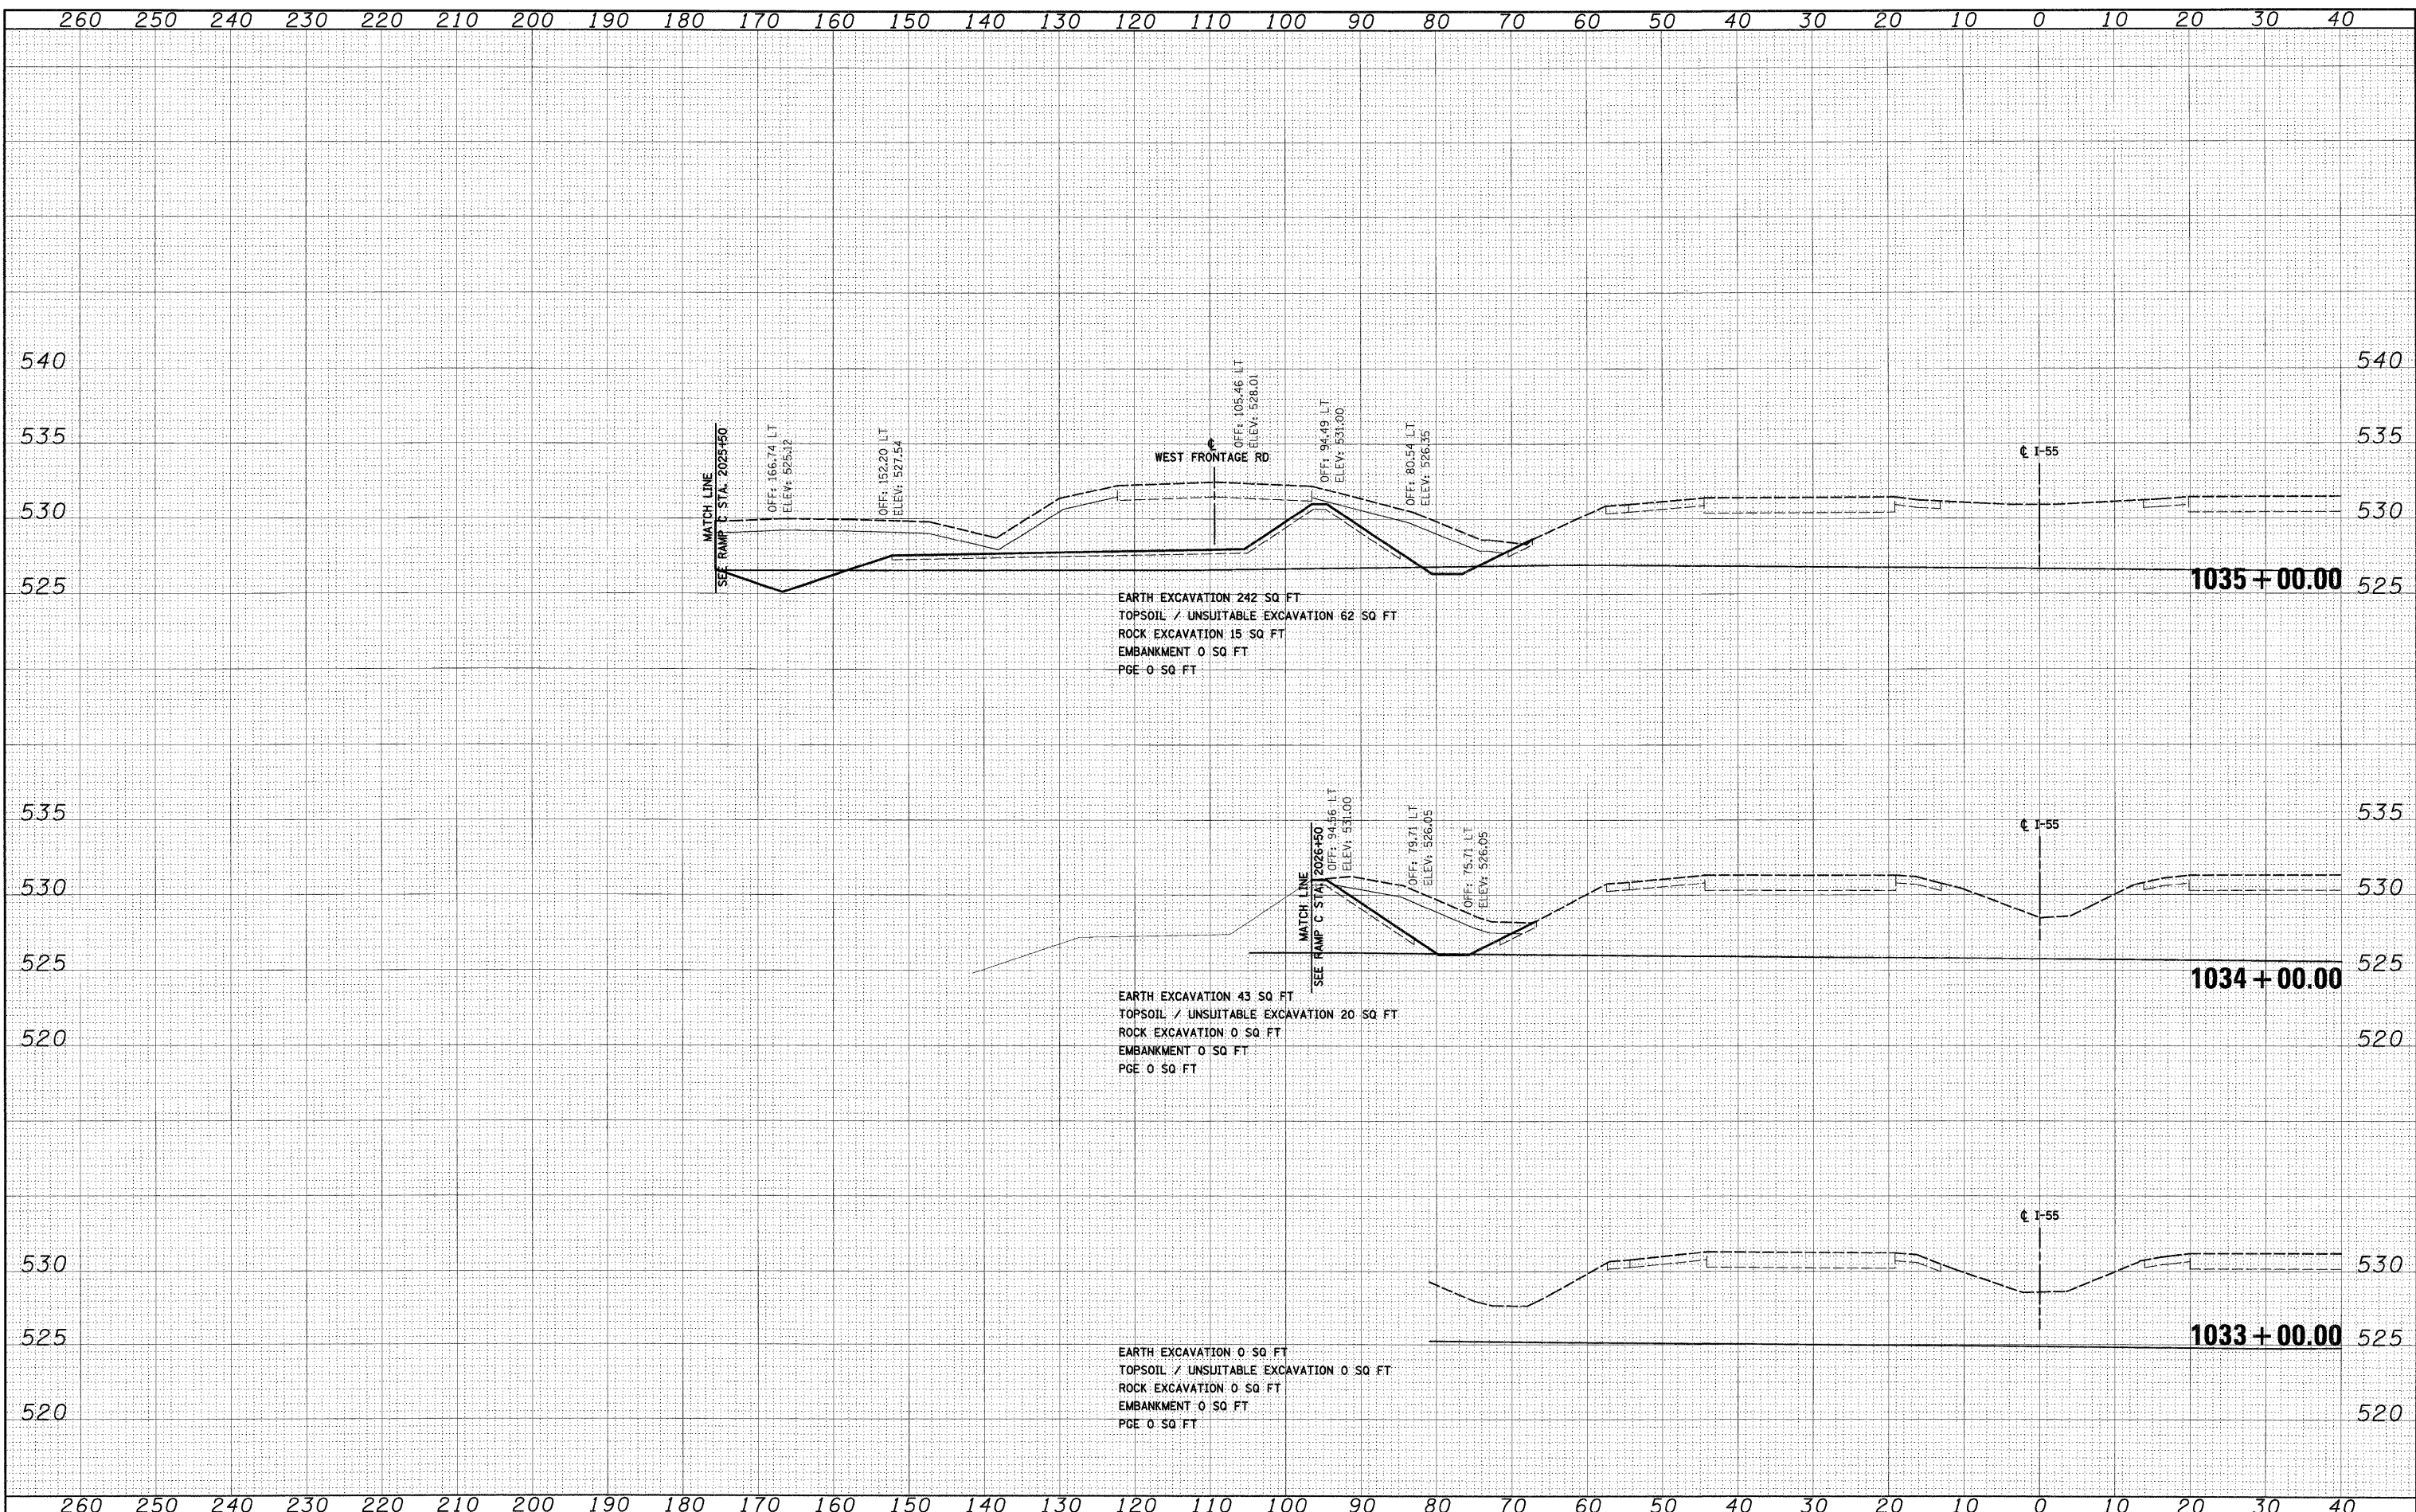 260 250 240 230 220 210 200 190 180 170 160 150 140 130 120 110 100 90 80 70 60 50 40 30 20 10 0 10 20 30 40
540 540
535 535
530 530
525 525
MATCH LINE
SEE RAMP C STA. 2025+50
OFF: 166.74 LT
ELEV: 525.12
OFF: 152.20 LT
ELEV: 527.54
℄
WEST FRONTAGE RD
OFF: 105.46 LT
ELEV: 528.01
OFF: 94.49 LT
ELEV: 531.00
OFF: 80.54 LT
ELEV: 526.35
℄ I-55
1035+00.00
EARTH EXCAVATION 242 SQ FT
TOPSOIL / UNSUITABLE EXCAVATION 62 SQ FT
ROCK EXCAVATION 15 SQ FT
EMBANKMENT 0 SQ FT
PGE 0 SQ FT
535 535
530 530
525 525
520 520
MATCH LINE
SEE RAMP C STA. 2026+50
OFF: 94.56 LT
ELEV: 531.00
OFF: 79.71 LT
ELEV: 526.05
OFF: 75.71 LT
ELEV: 526.05
℄ I-55
1034+00.00
EARTH EXCAVATION 43 SQ FT
TOPSOIL / UNSUITABLE EXCAVATION 20 SQ FT
ROCK EXCAVATION 0 SQ FT
EMBANKMENT 0 SQ FT
PGE 0 SQ FT
℄ I-55
530 530
525 525
520 520
1033+00.00
EARTH EXCAVATION 0 SQ FT
TOPSOIL / UNSUITABLE EXCAVATION 0 SQ FT
ROCK EXCAVATION 0 SQ FT
EMBANKMENT 0 SQ FT
PGE 0 SQ FT
260 250 240 230 220 210 200 190 180 170 160 150 140 130 120 110 100 90 80 70 60 50 40 30 20 10 0 10 20 30 40